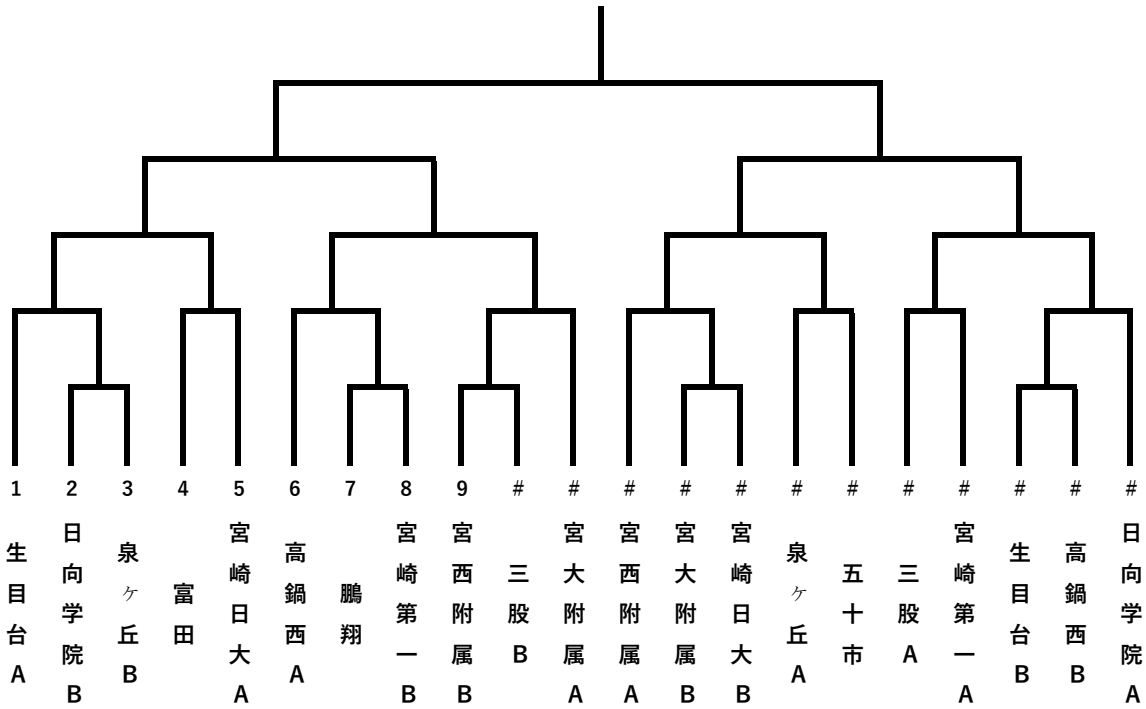 1 2 3 4 5 6 7 8 9 # # # # # # # # # # # #
生目台A
日向学院B
泉ヶ丘B
富田
宮崎日大A
高鍋西A
鵬翔
宮崎第一B
宮西附属B
三股B
宮大附属A
宮西附属A
宮大附属B
宮崎日大B
泉ヶ丘A
五十市
三股A
宮崎第一A
生目台B
高鍋西B
日向学院A